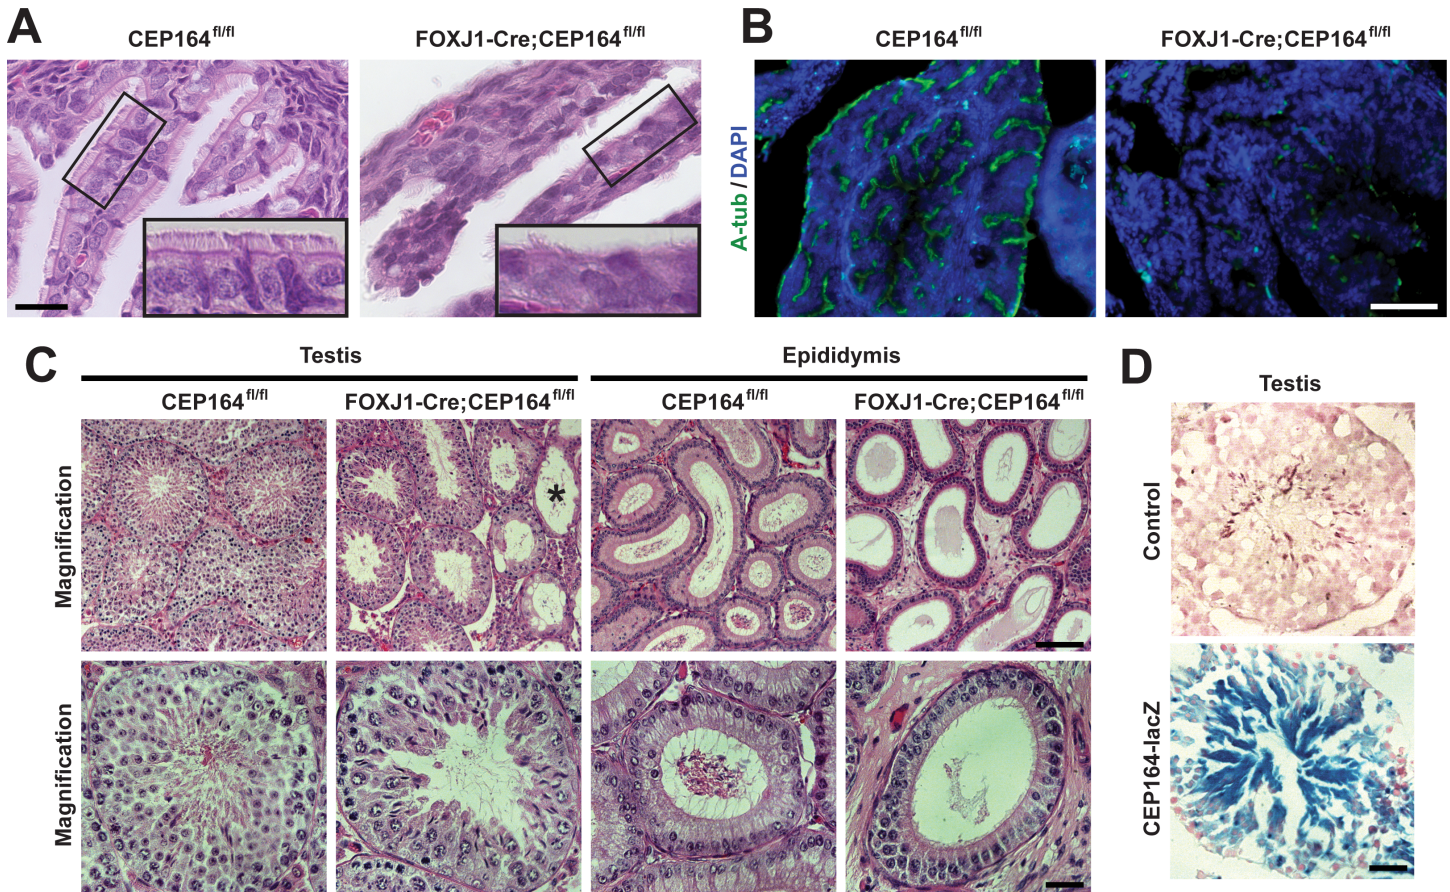 A
CEP164fl/fl
FOXJ1-Cre;CEP164fl/fl
B
CEP164fl/fl
FOXJ1-Cre;CEP164fl/fl
A-tub/DAPI
C
Testis
Epididymis
CEP164fl/fl
FOXJ1-Cre;CEP164fl/fl
CEP164fl/fl
FOXJ1-Cre;CEP164fl/fl
Magnification
*
Magnification
D
Testis
Control
CEP164-lacZ